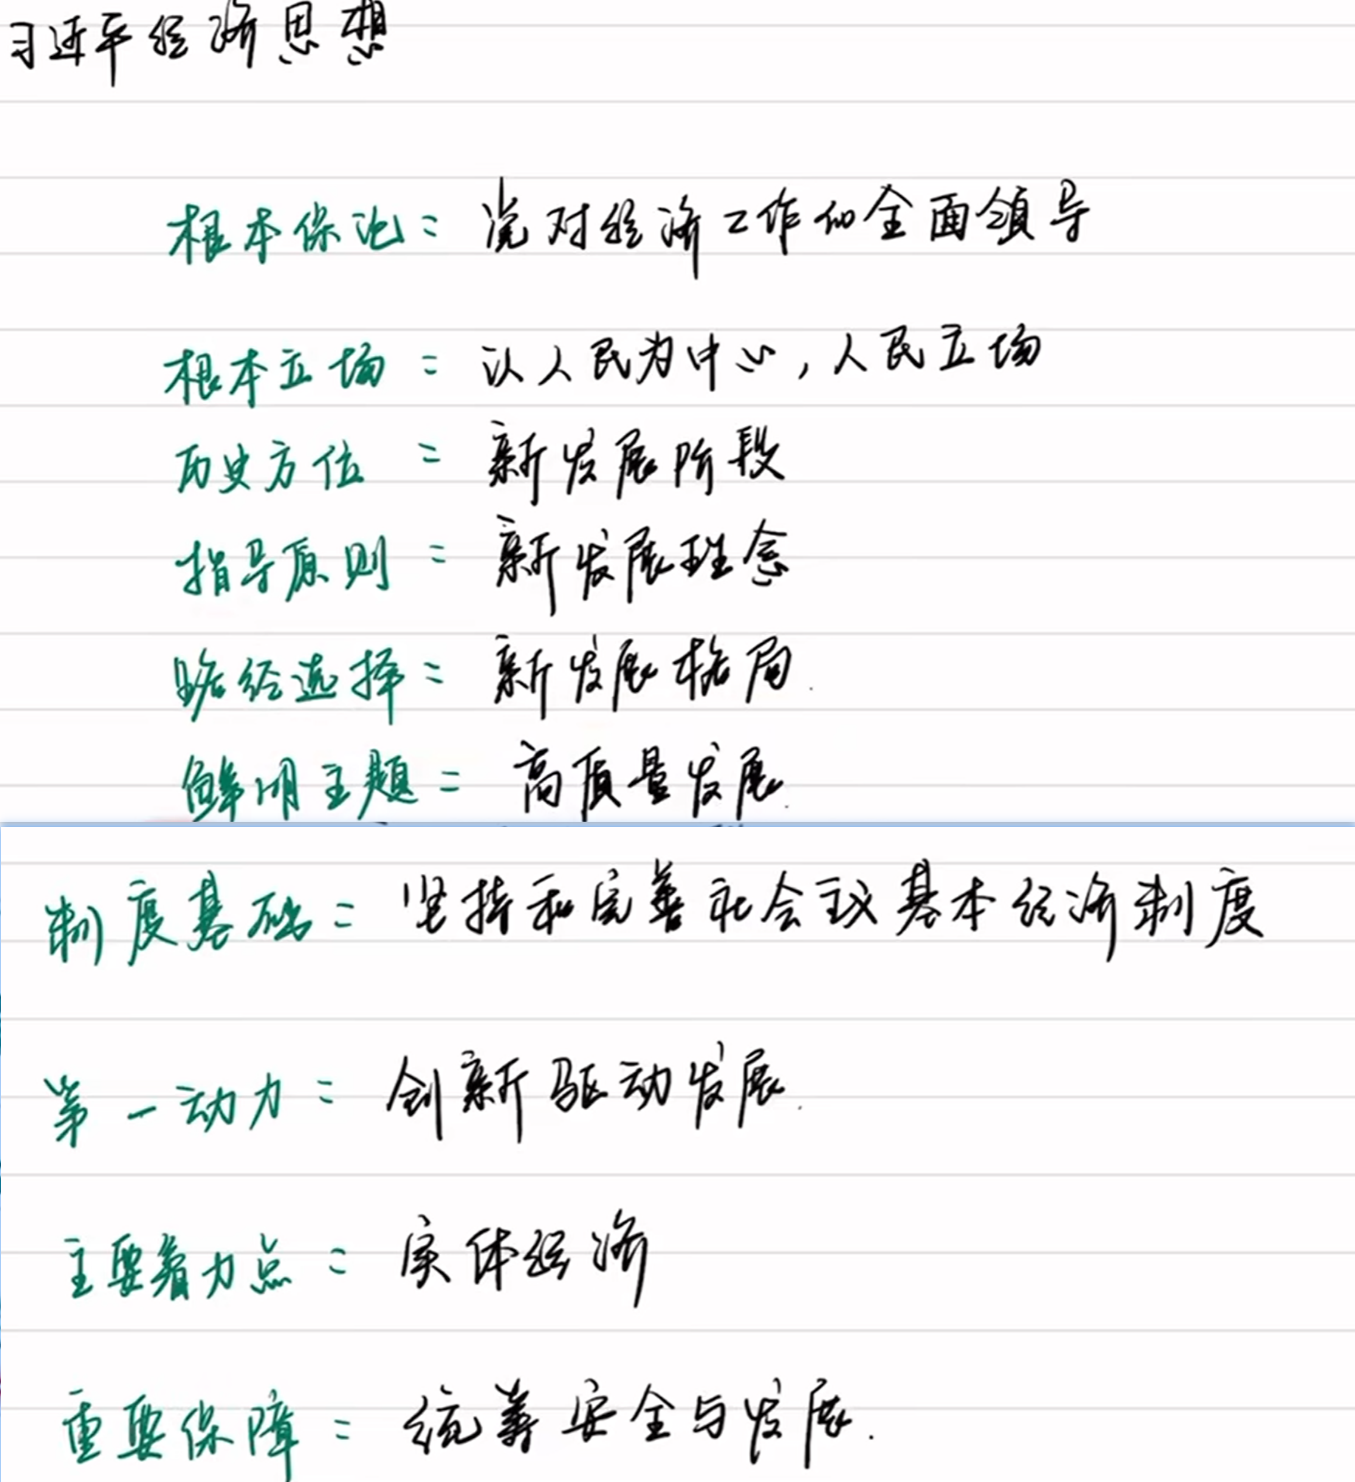 习近平经济思想
根本保证：党对经济工作的全面领导
根本立场：以人民为中心，人民立场
历史方位：新发展阶段
指导原则：新发展理念
路径选择：新发展格局.
鲜明主题：高质量发展.
制度基础：坚持和完善社会主义基本经济制度
第一动力：创新驱动发展.
主要着力点：实体经济
重要保障：统筹安全与发展.